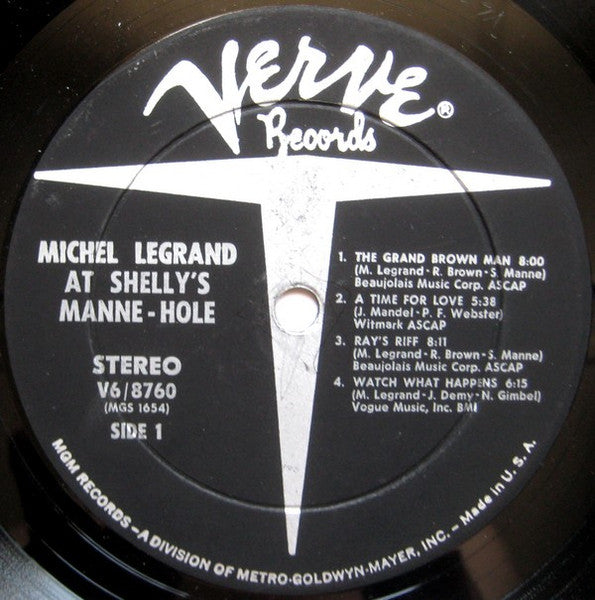 Verve®
Records
MICHEL LEGRAND
AT SHELLY'S
MANNE-HOLE
STEREO
V6/8760
(MGS 1654)
SIDE 1
1. THE GRAND BROWN MAN 8:00
(M. Legrand-R. Brown-S. Manne)
Beaujolais Music Corp. ASCAP
2. A TIME FOR LOVE 5:38
(J. Mandel-P. F. Webster)
Witmark ASCAP
3. RAY'S RIFF 8:11
(M. Legrand-R. Brown-S. Manne)
Beaujolais Music Corp. ASCAP
4. WATCH WHAT HAPPENS 6:15
(M. Legrand-J. Demy-N. Gimbel)
Vogue Music, Inc. BMI
MGM RECORDS-A DIVISION OF METRO-GOLDWYN-MAYER, INC.-Made in U.S.A.